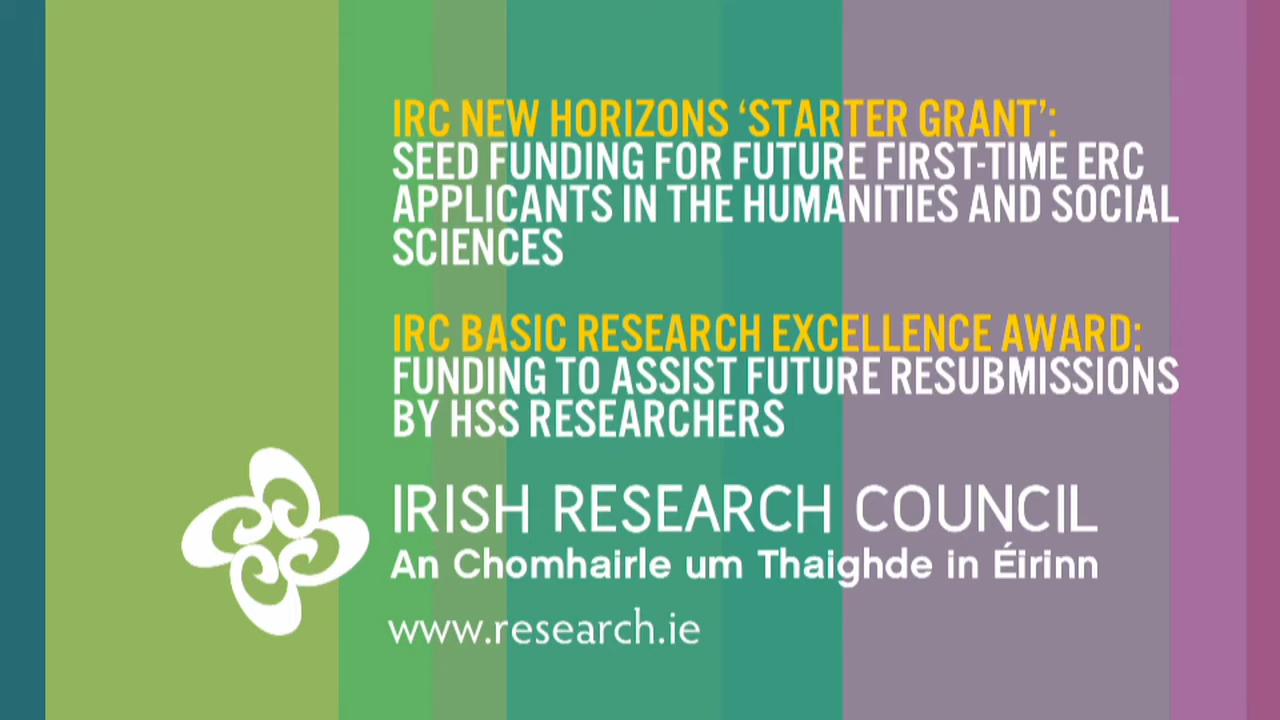 IRC NEW HORIZONS ‘STARTER GRANT’:
SEED FUNDING FOR FUTURE FIRST-TIME ERC
APPLICANTS IN THE HUMANITIES AND SOCIAL
SCIENCES
IRC BASIC RESEARCH EXCELLENCE AWARD:
FUNDING TO ASSIST FUTURE RESUBMISSIONS
BY HSS RESEARCHERS
IRISH RESEARCH COUNCIL
An Chomhairle um Thaighde in Éirinn
www.research.ie